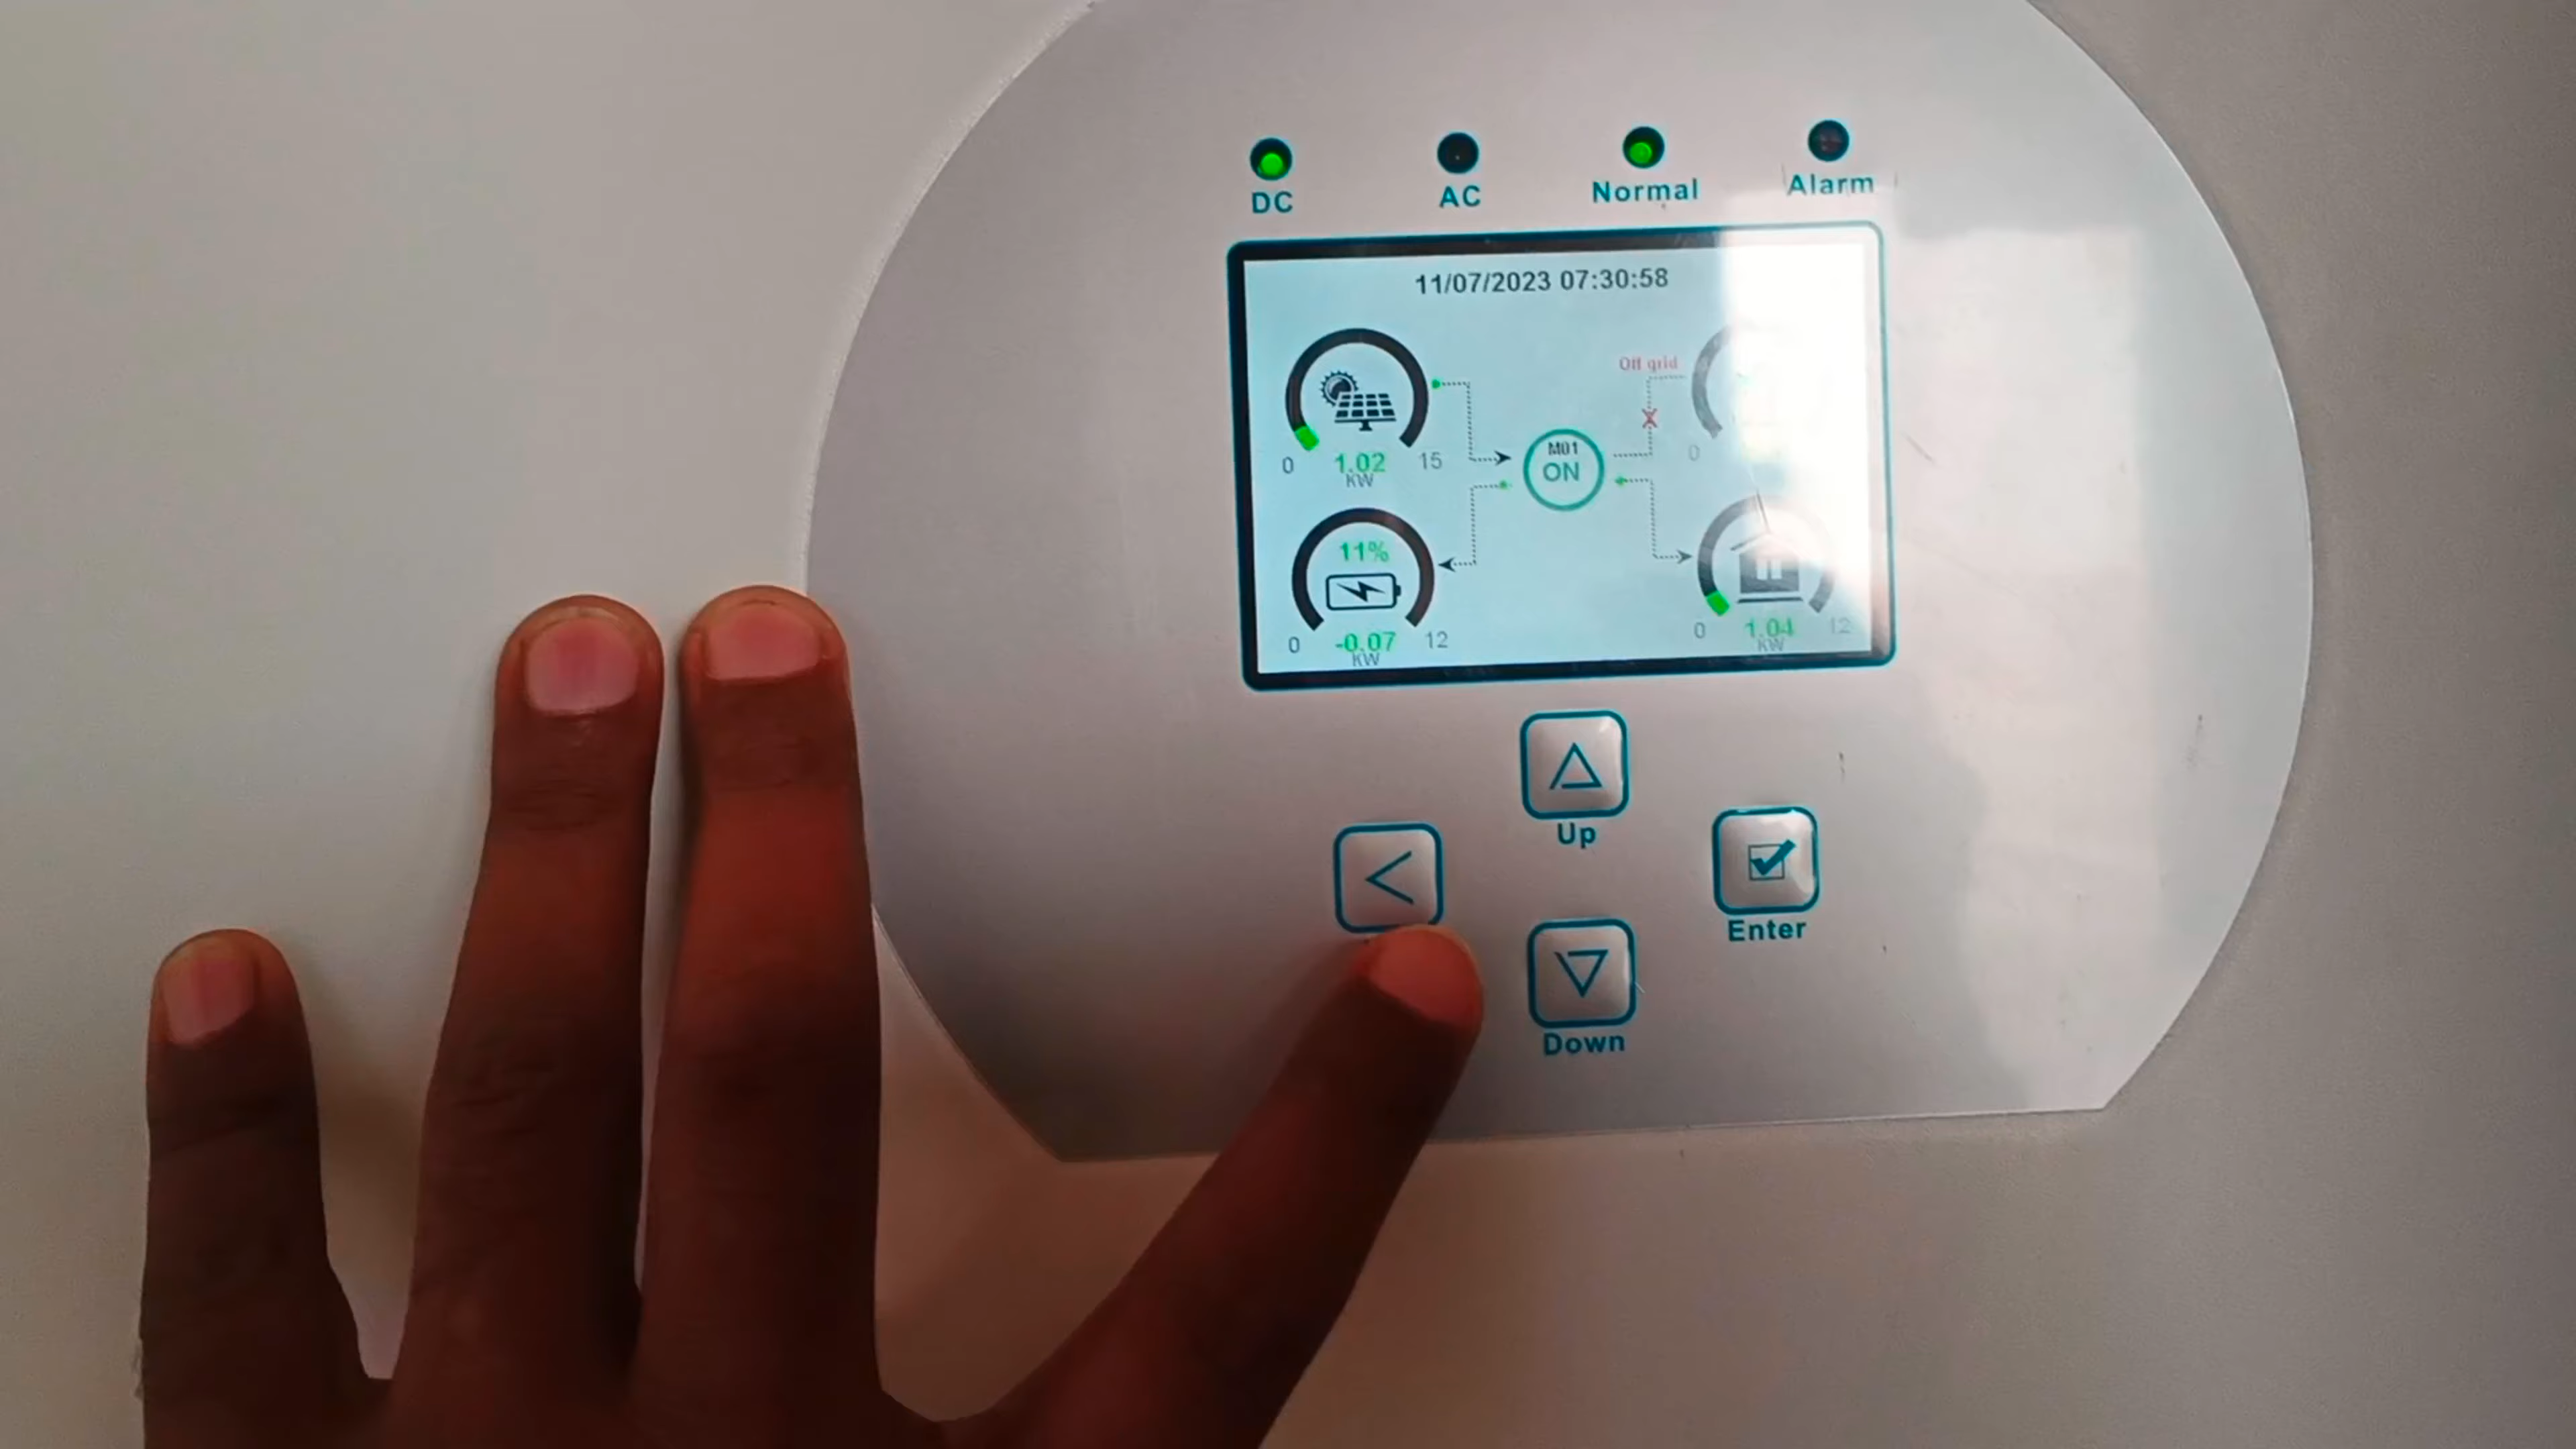 DC
AC
Normal
Alarm
11/07/2023 07:30:58
Off grid
M01
ON
0
1.02
15
KW
0
11%
0
-0.07
12
KW
0
1.04
12
KW
Up
Enter
Down